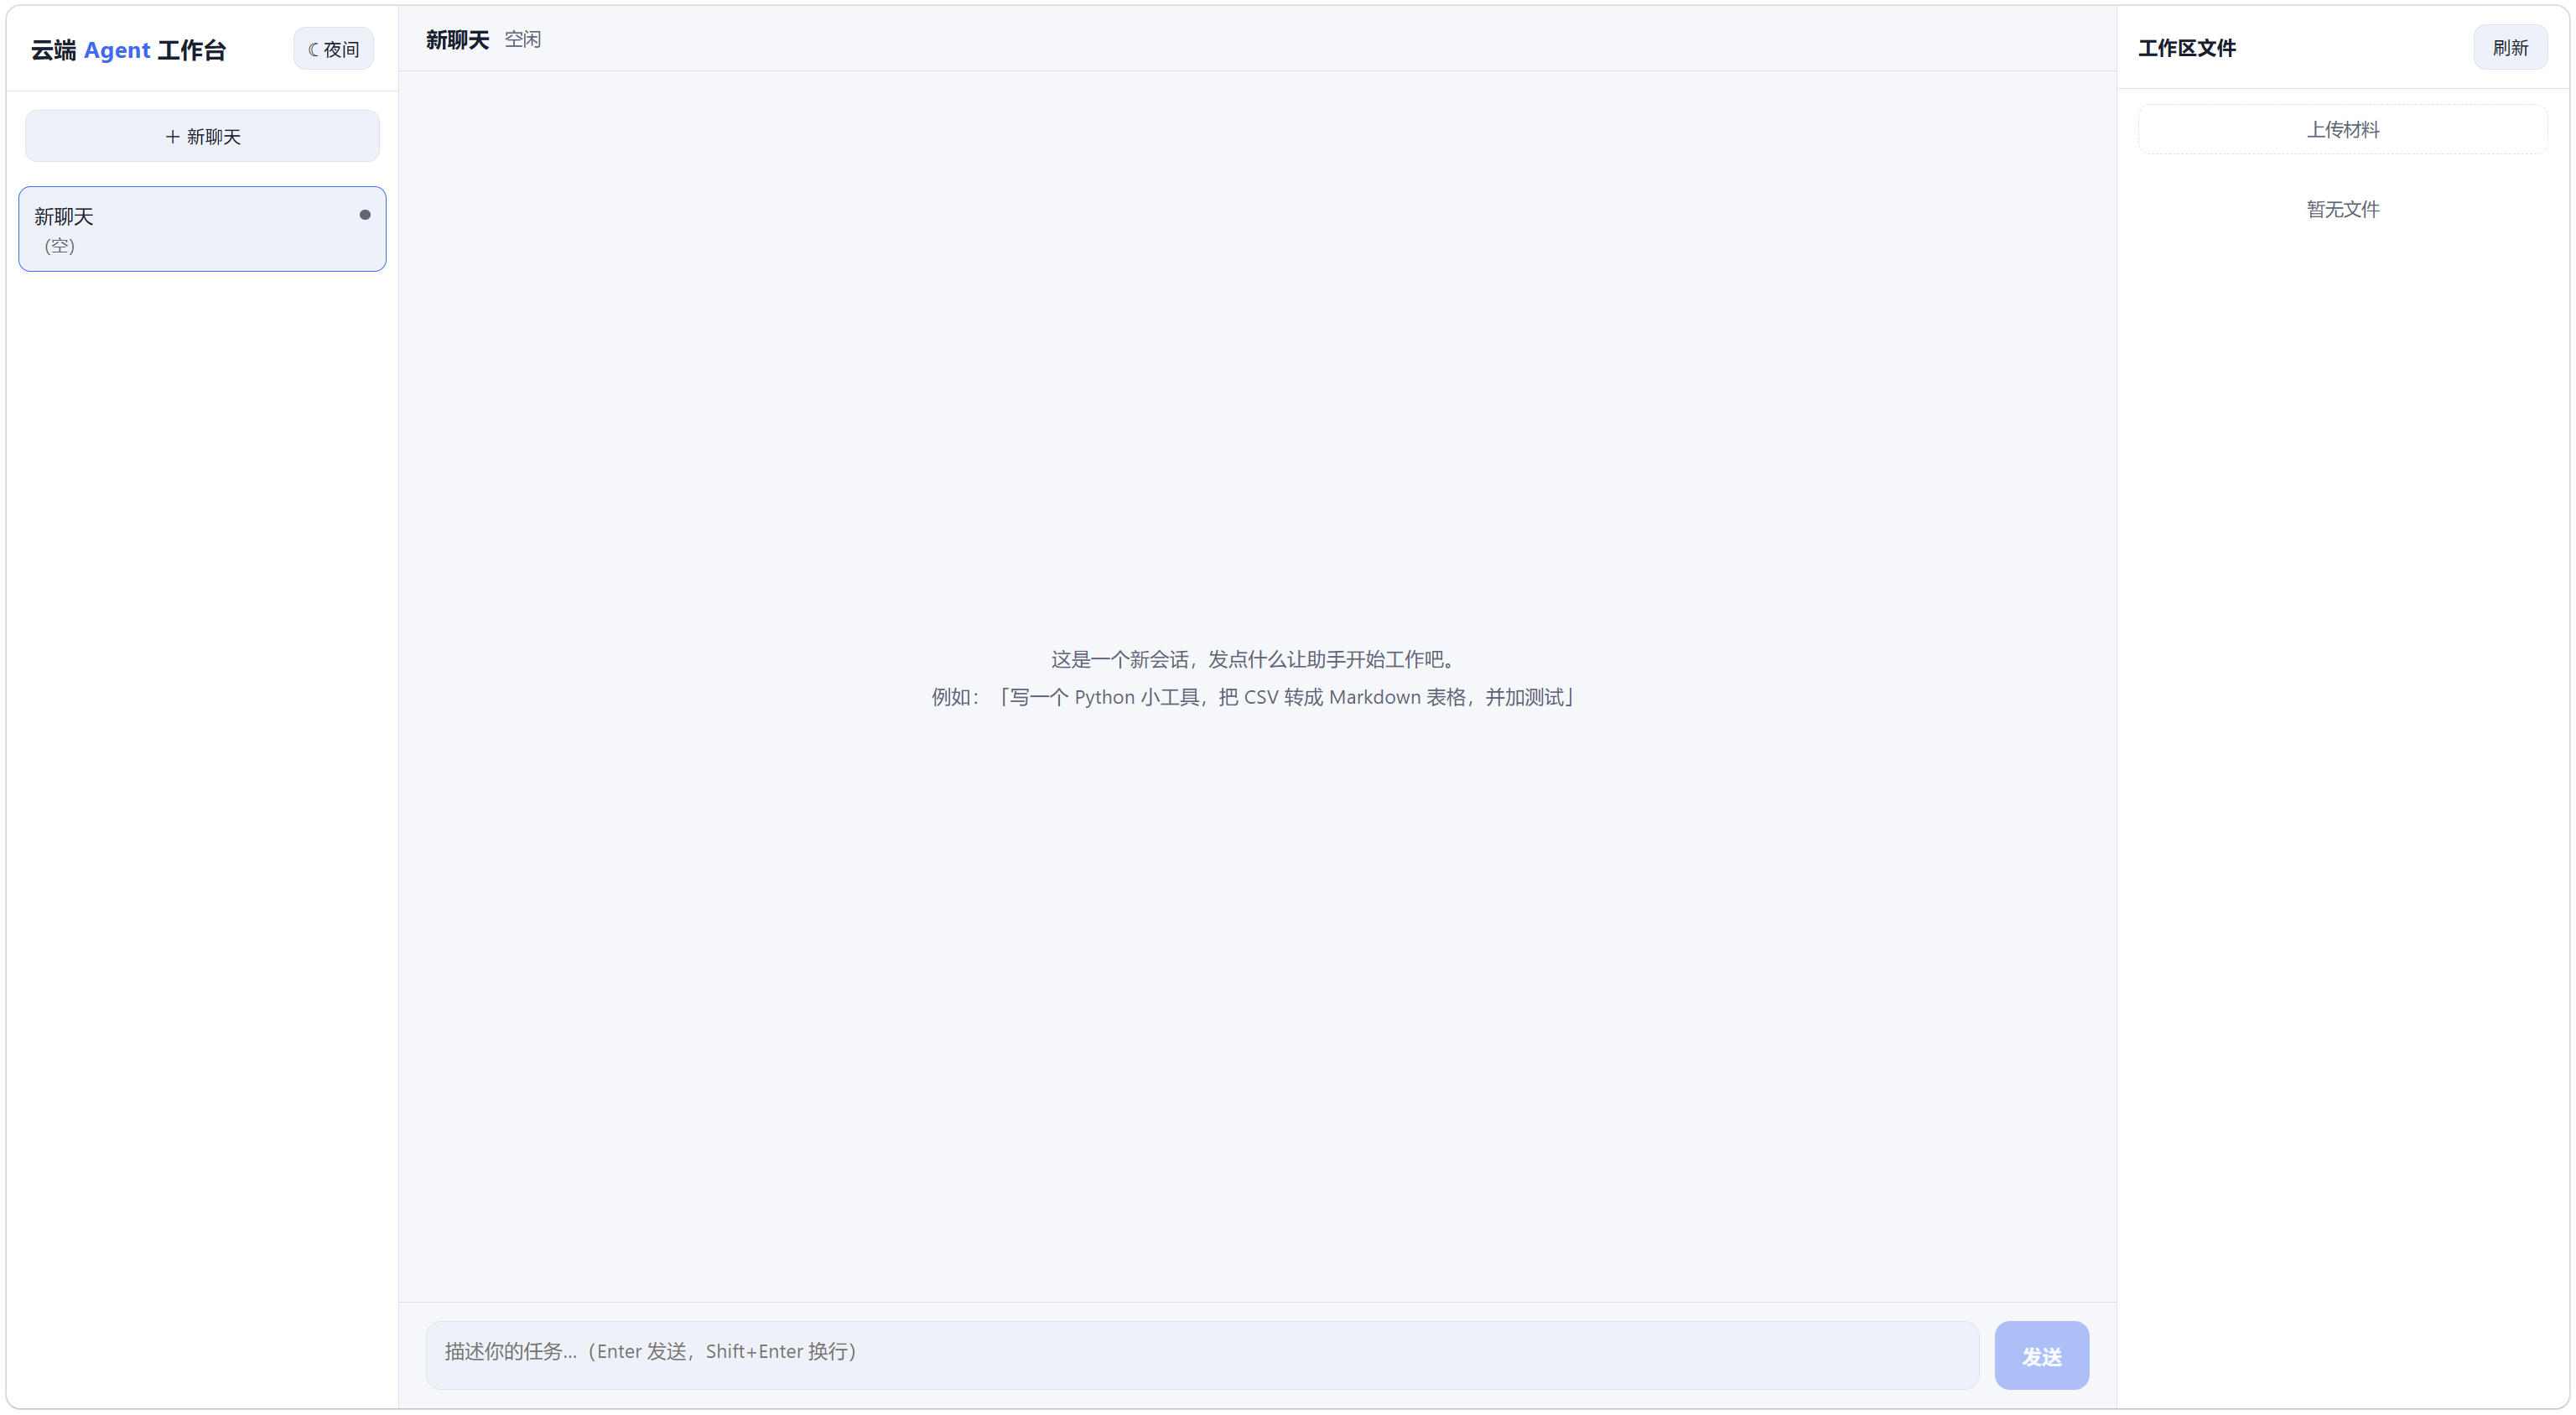 云端 Agent 工作台
☾ 夜间
＋ 新聊天
新聊天
（空）
新聊天 空闲
这是一个新会话，发点什么让助手开始工作吧。
例如：「写一个 Python 小工具，把 CSV 转成 Markdown 表格，并加测试」
描述你的任务...（Enter 发送，Shift+Enter 换行）
发送
工作区文件
刷新
上传材料
暂无文件